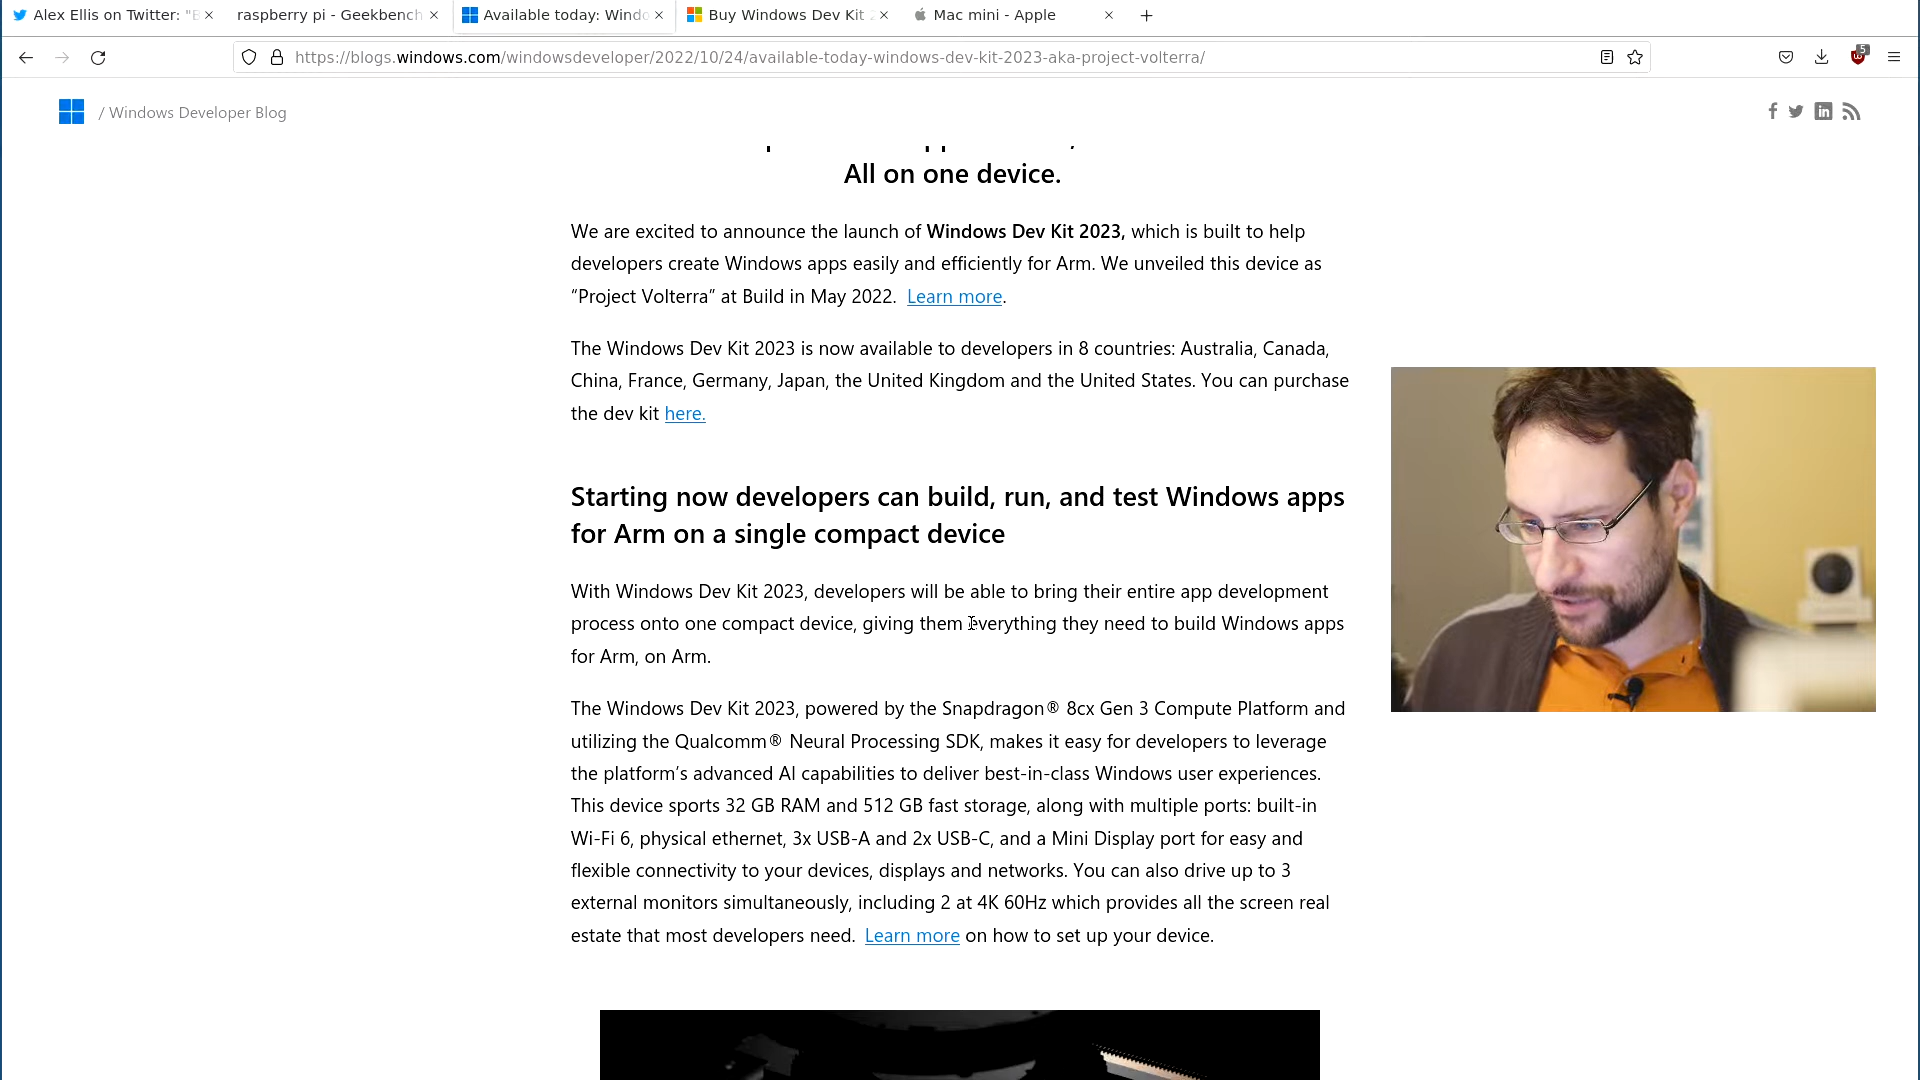 Alex Ellis on Twitter: "E
raspberry pi - Geekbench
Available today: Windo
Buy Windows Dev Kit 2
Mac mini - Apple
https://blogs.windows.com/windowsdeveloper/2022/10/24/available-today-windows-dev-kit-2023-aka-project-volterra/
5
/ Windows Developer Blog
All on one device.
We are excited to announce the launch of Windows Dev Kit 2023, which is built to help
developers create Windows apps easily and efficiently for Arm. We unveiled this device as
“Project Volterra” at Build in May 2022. Learn more.
The Windows Dev Kit 2023 is now available to developers in 8 countries: Australia, Canada,
China, France, Germany, Japan, the United Kingdom and the United States. You can purchase
the dev kit here.
Starting now developers can build, run, and test Windows apps
for Arm on a single compact device
With Windows Dev Kit 2023, developers will be able to bring their entire app development
process onto one compact device, giving them everything they need to build Windows apps
for Arm, on Arm.
The Windows Dev Kit 2023, powered by the Snapdragon® 8cx Gen 3 Compute Platform and
utilizing the Qualcomm® Neural Processing SDK, makes it easy for developers to leverage
the platform’s advanced AI capabilities to deliver best-in-class Windows user experiences.
This device sports 32 GB RAM and 512 GB fast storage, along with multiple ports: built-in
Wi-Fi 6, physical ethernet, 3x USB-A and 2x USB-C, and a Mini Display port for easy and
flexible connectivity to your devices, displays and networks. You can also drive up to 3
external monitors simultaneously, including 2 at 4K 60Hz which provides all the screen real
estate that most developers need. Learn more on how to set up your device.